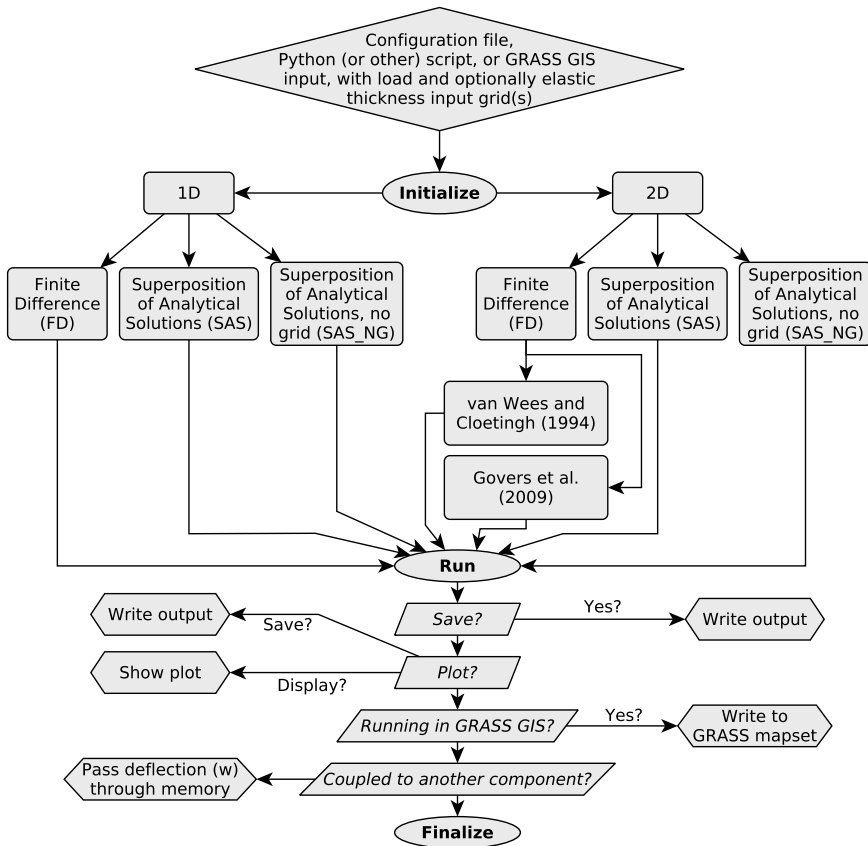 Configuration file,
Python (or other) script, or GRASS GIS
input, with load and optionally elastic
thickness input grid(s)
1D
Initialize
2D
Finite
Difference
(FD)
Superposition
of Analytical
Solutions (SAS)
Superposition
of Analytical
Solutions, no
grid (SAS_NG)
Finite
Difference
(FD)
Superposition
of Analytical
Solutions (SAS)
Superposition
of Analytical
Solutions, no
grid (SAS_NG)
van Wees and
Cloetingh (1994)
Govers et al.
(2009)
Run
Save?
Yes?
Write output
Write output
Save?
Plot?
Show plot
Display?
Running in GRASS GIS?
Yes?
Write to
GRASS mapset
Pass deflection (w)
through memory
Coupled to another component?
Finalize